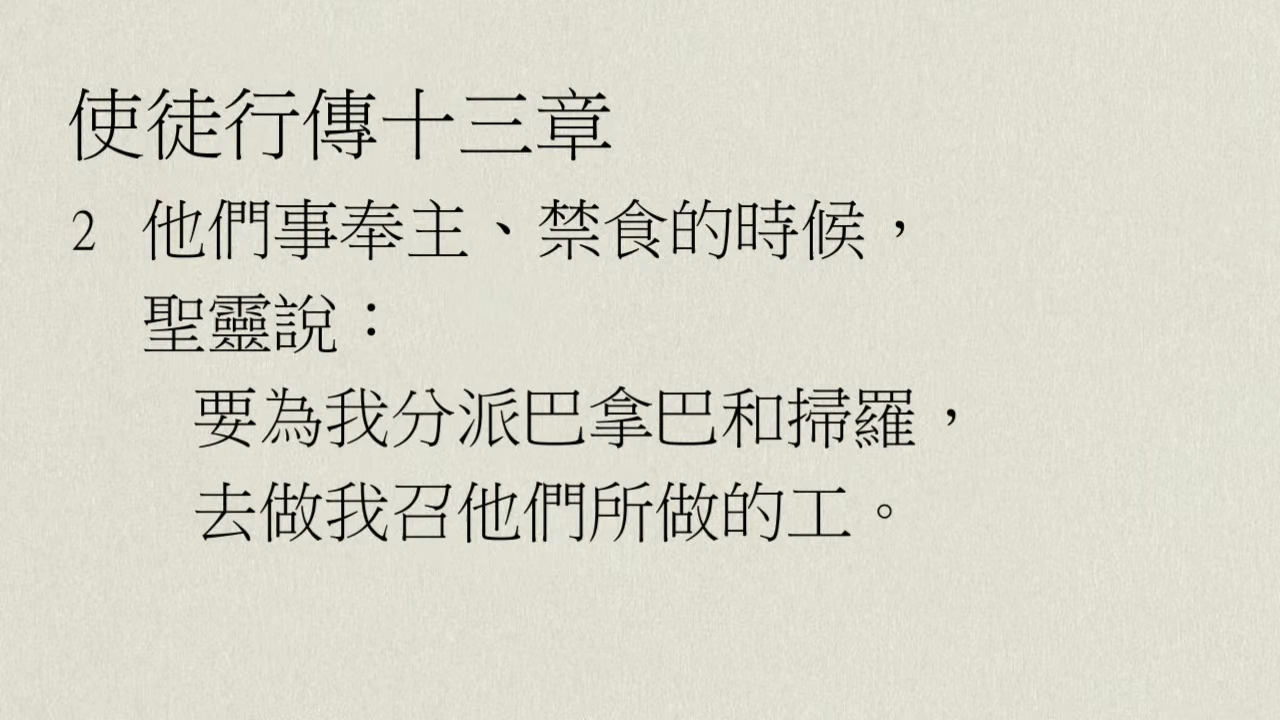 使徒行傳十三章
2 他們事奉主、禁食的時候，
聖靈說：
要為我分派巴拿巴和掃羅，
去做我召他們所做的工。